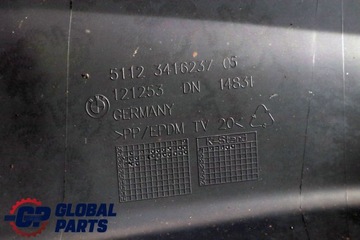 5112 3416237 05
121253 DN 14831
GERMANY
>PP/EPDM TV 20<
GLOBAL
PARTS